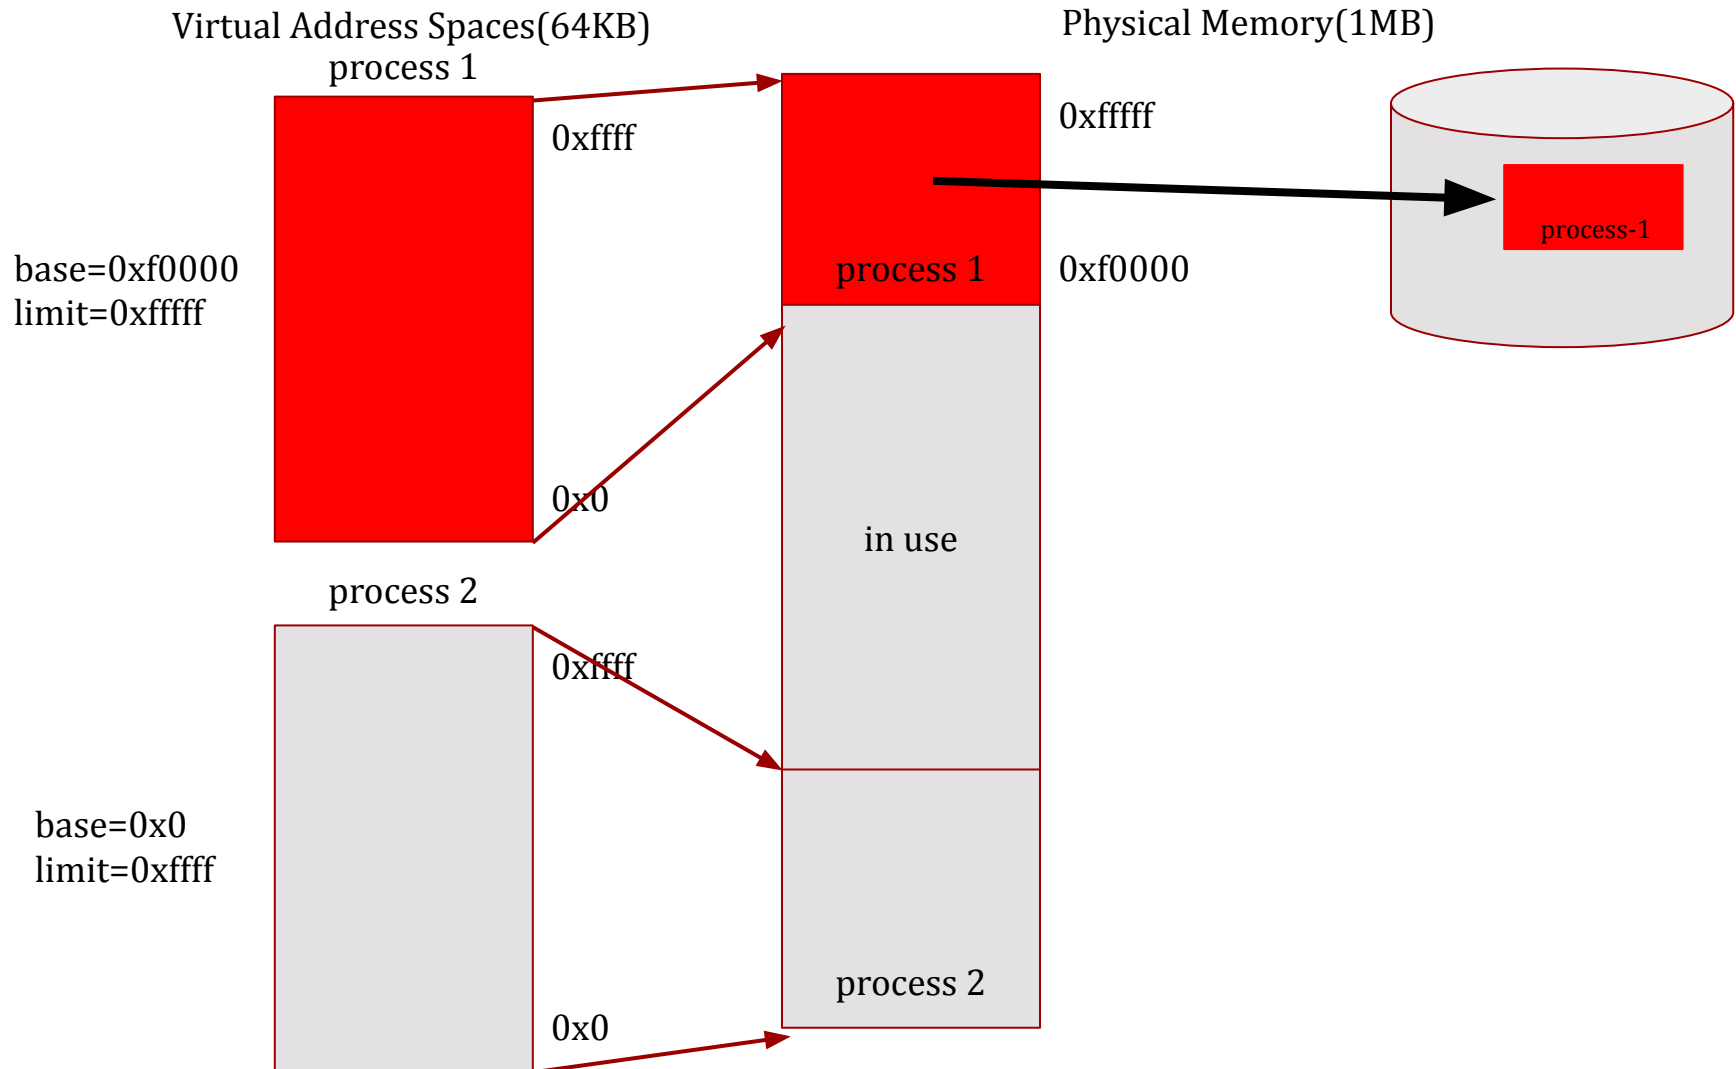 Virtual Address Spaces(64KB)
Physical Memory(1MB)
process 1
0xffff
0xfffff
process-1
base=0xf0000
limit=0xfffff
process 1
0xf0000
0x0
in use
process 2
0xffff
base=0x0
limit=0xffff
process 2
0x0